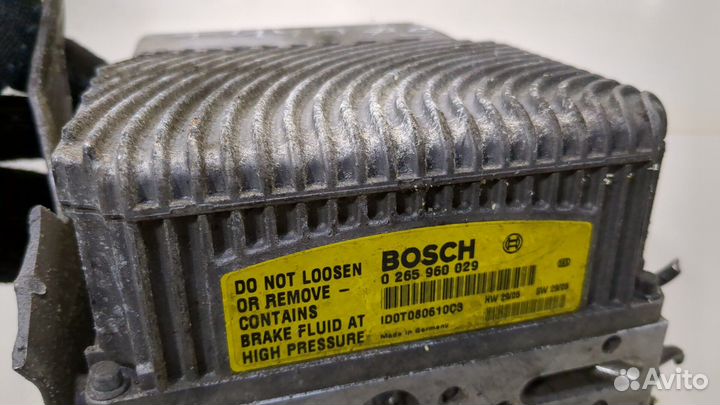 DO NOT LOOSEN
OR REMOVE –
CONTAINS
BRAKE FLUID AT
HIGH PRESSURE
BOSCH
0 265 960 029
HW 29/05 SW 29/05
ID0T080610C3
Made in Germany
Avito